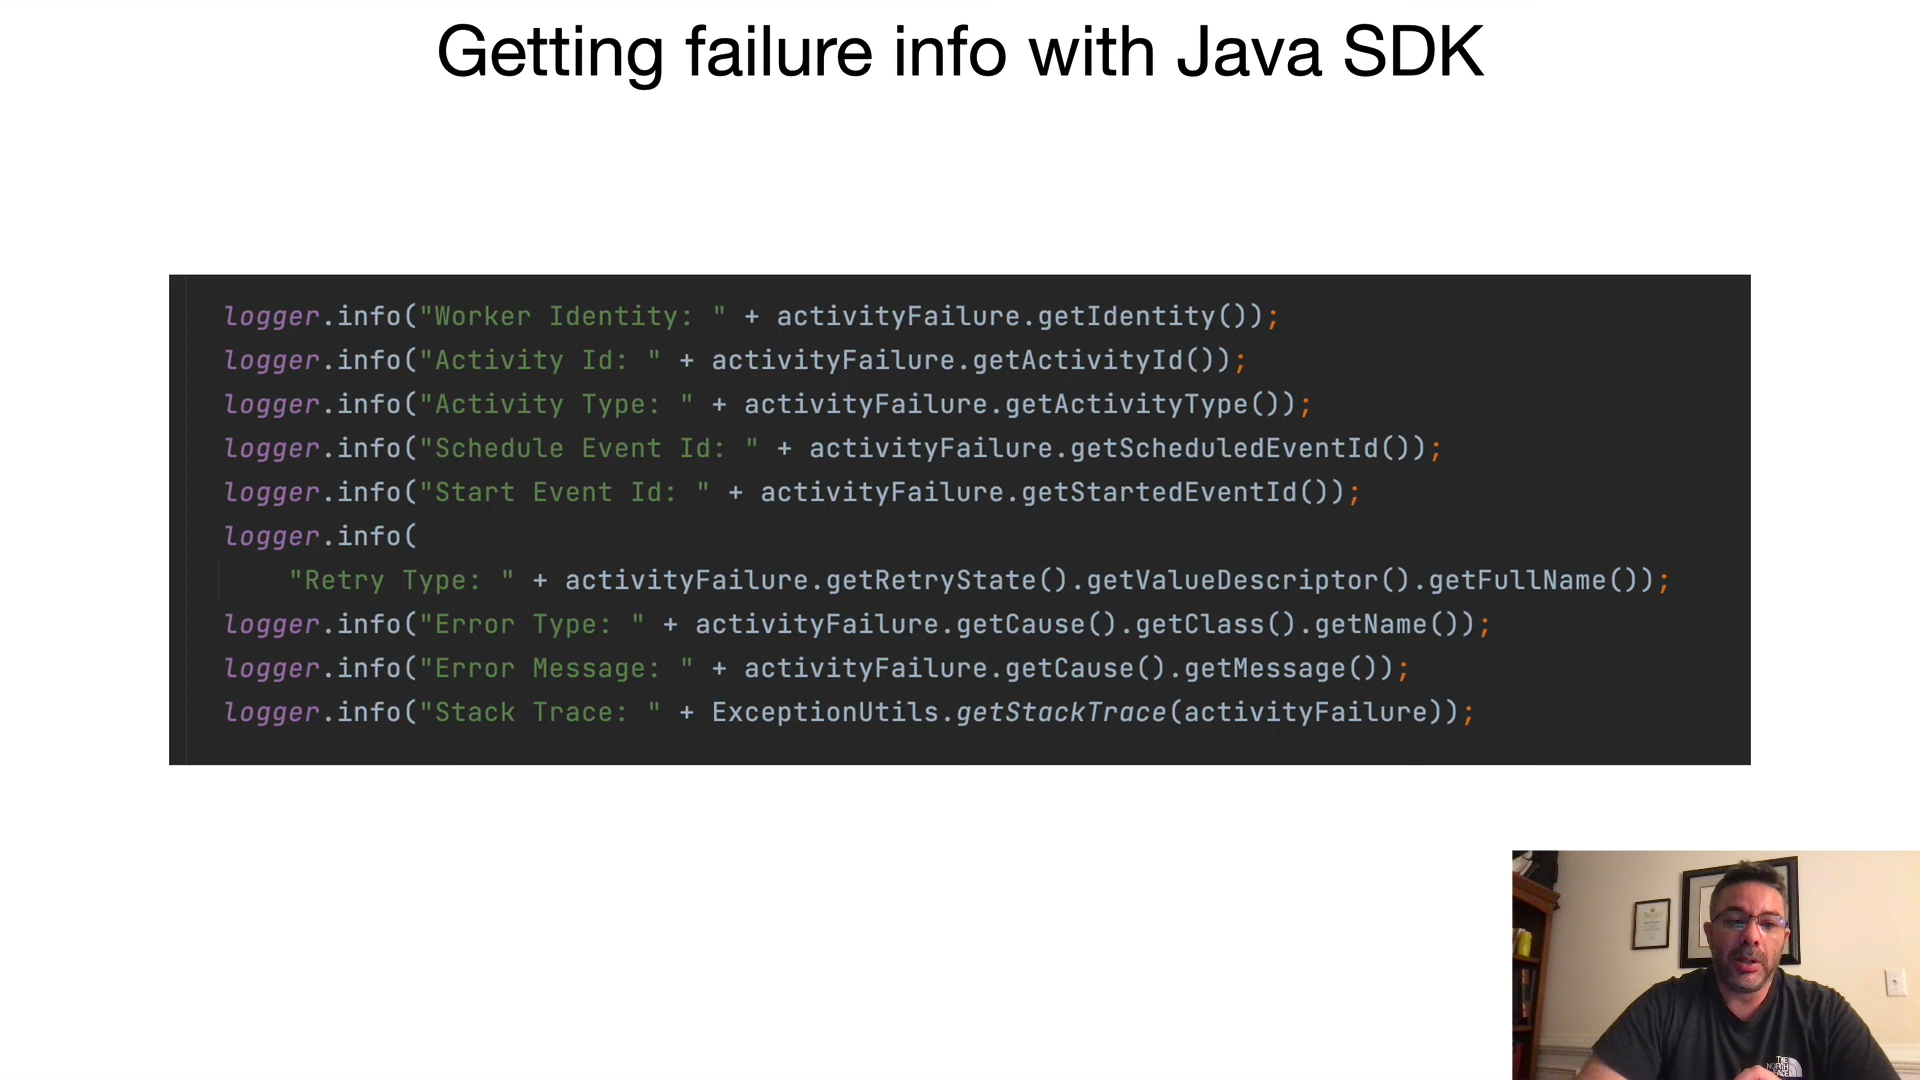 Getting failure info with Java SDK
logger.info("Worker Identity: " + activityFailure.getIdentity());
logger.info("Activity Id: " + activityFailure.getActivityId());
logger.info("Activity Type: " + activityFailure.getActivityType());
logger.info("Schedule Event Id: " + activityFailure.getScheduledEventId());
logger.info("Start Event Id: " + activityFailure.getStartedEventId());
logger.info(
"Retry Type: " + activityFailure.getRetryState().getValueDescriptor().getFullName());
logger.info("Error Type: " + activityFailure.getCause().getClass().getName());
logger.info("Error Message: " + activityFailure.getCause().getMessage());
logger.info("Stack Trace: " + ExceptionUtils.getStackTrace(activityFailure));
THE
NORTH
FACE